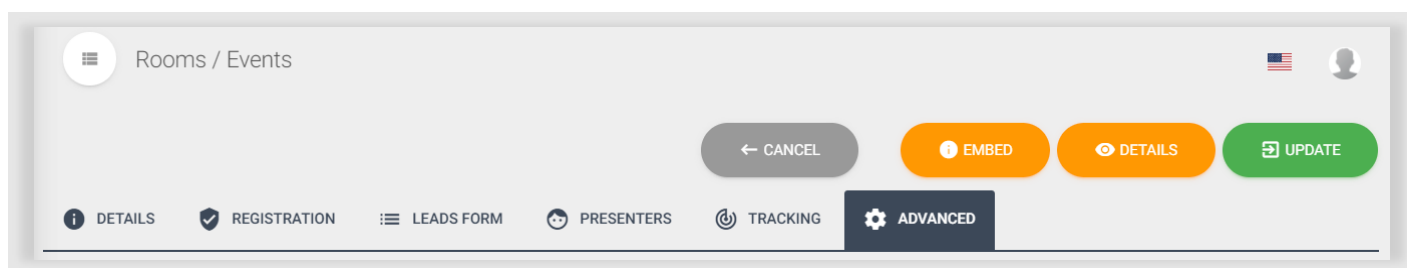 Rooms / Events
CANCEL EMBED DETAILS UPDATE
DETAILS REGISTRATION LEADS FORM PRESENTERS TRACKING ADVANCED